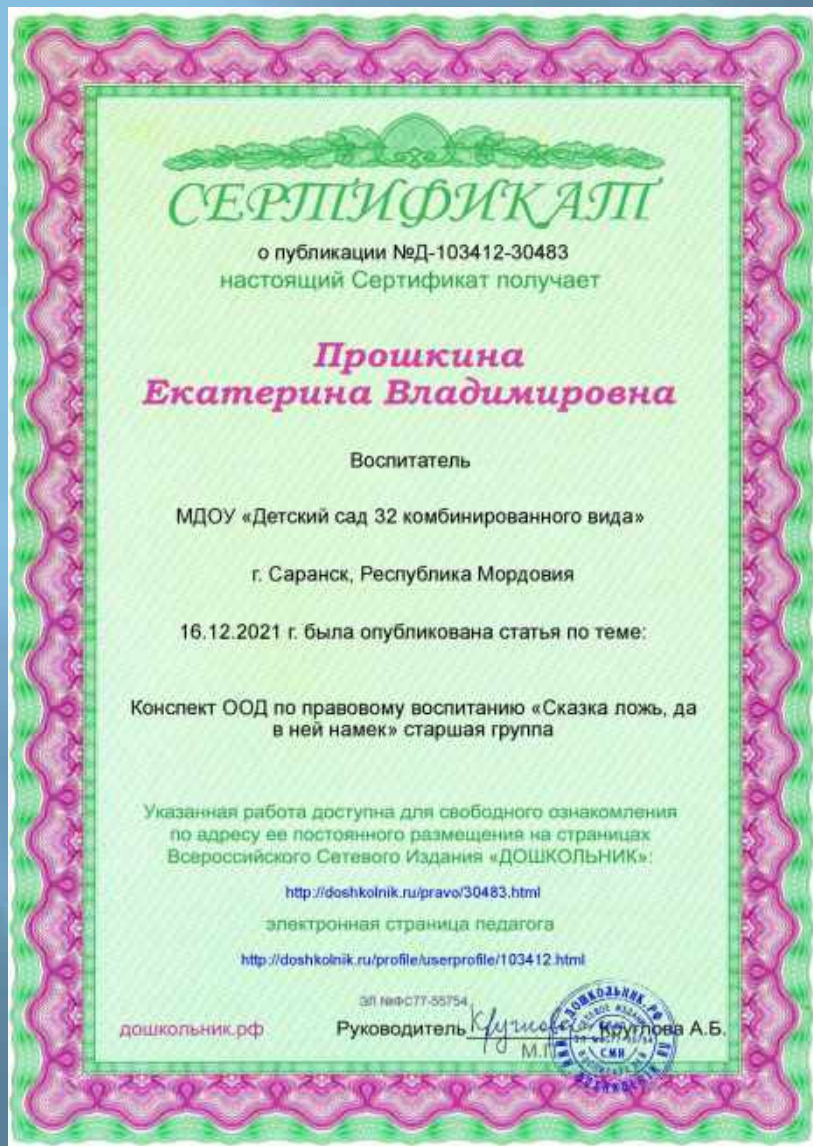 СЕРТИФИКАТ
о публикации №Д-103412-30483
настоящий Сертификат получает
Прошкина
Екатерина Владимировна
Воспитатель
МДОУ «Детский сад 32 комбинированного вида»
г. Саранск, Республика Мордовия
16.12.2021 г. была опубликована статья по теме:
Конспект ООД по правовому воспитанию «Сказка ложь, да
в ней намек» старшая группа
Указанная работа доступна для свободного ознакомления
по адресу ее постоянного размещения на страницах
Всероссийского Сетевого Издания «ДОШКОЛЬНИК»:
http://doshkolnik.ru/pravo/30483.html
электронная страница педагога
http://doshkolnik.ru/profile/userprofile/103412.html
ЭЛ №ФС77-55754
дошкольник.рф Руководитель Круглова А.Б.
М.П
ДОШКОЛЬНИК.РФ
СМИ